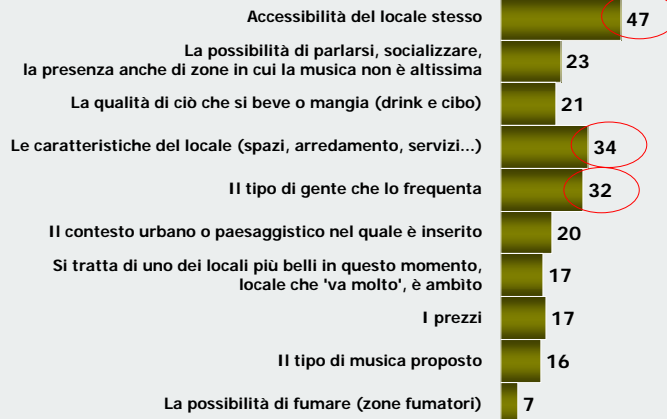 Accessibilità del locale stesso 47
La possibilità di parlarsi, socializzare,
la presenza anche di zone in cui la musica non è altissima 23
La qualità di ciò che si beve o mangia (drink e cibo) 21
Le caratteristiche del locale (spazi, arredamento, servizi...) 34
Il tipo di gente che lo frequenta 32
Il contesto urbano o paesaggistico nel quale è inserito 20
Si tratta di uno dei locali più belli in questo momento,
locale che 'va molto', è ambìto 17
I prezzi 17
Il tipo di musica proposto 16
La possibilità di fumare (zone fumatori) 7